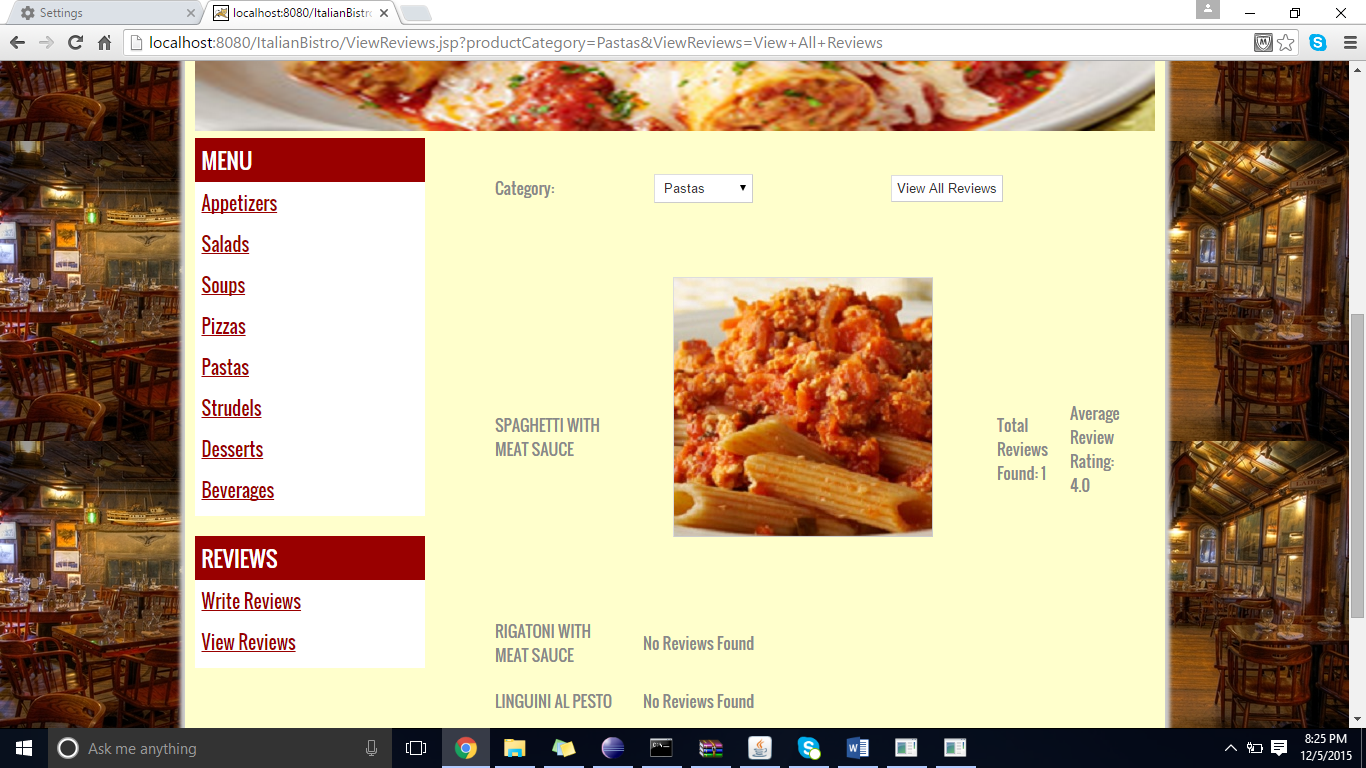 Settings
localhost:8080/ItalianBistro
localhost:8080/ItalianBistro/ViewReviews.jsp?productCategory=Pastas&ViewReviews=View+All+Reviews
MENU
Appetizers
Salads
Soups
Pizzas
Pastas
Strudels
Desserts
Beverages
REVIEWS
Write Reviews
View Reviews
Category:
Pastas
View All Reviews
SPAGHETTI WITH
MEAT SAUCE
Total
Reviews
Found: 1
Average
Review
Rating:
4.0
RIGATONI WITH
MEAT SAUCE
No Reviews Found
LINGUINI AL PESTO
No Reviews Found
Ask me anything
8:25 PM
12/5/2015